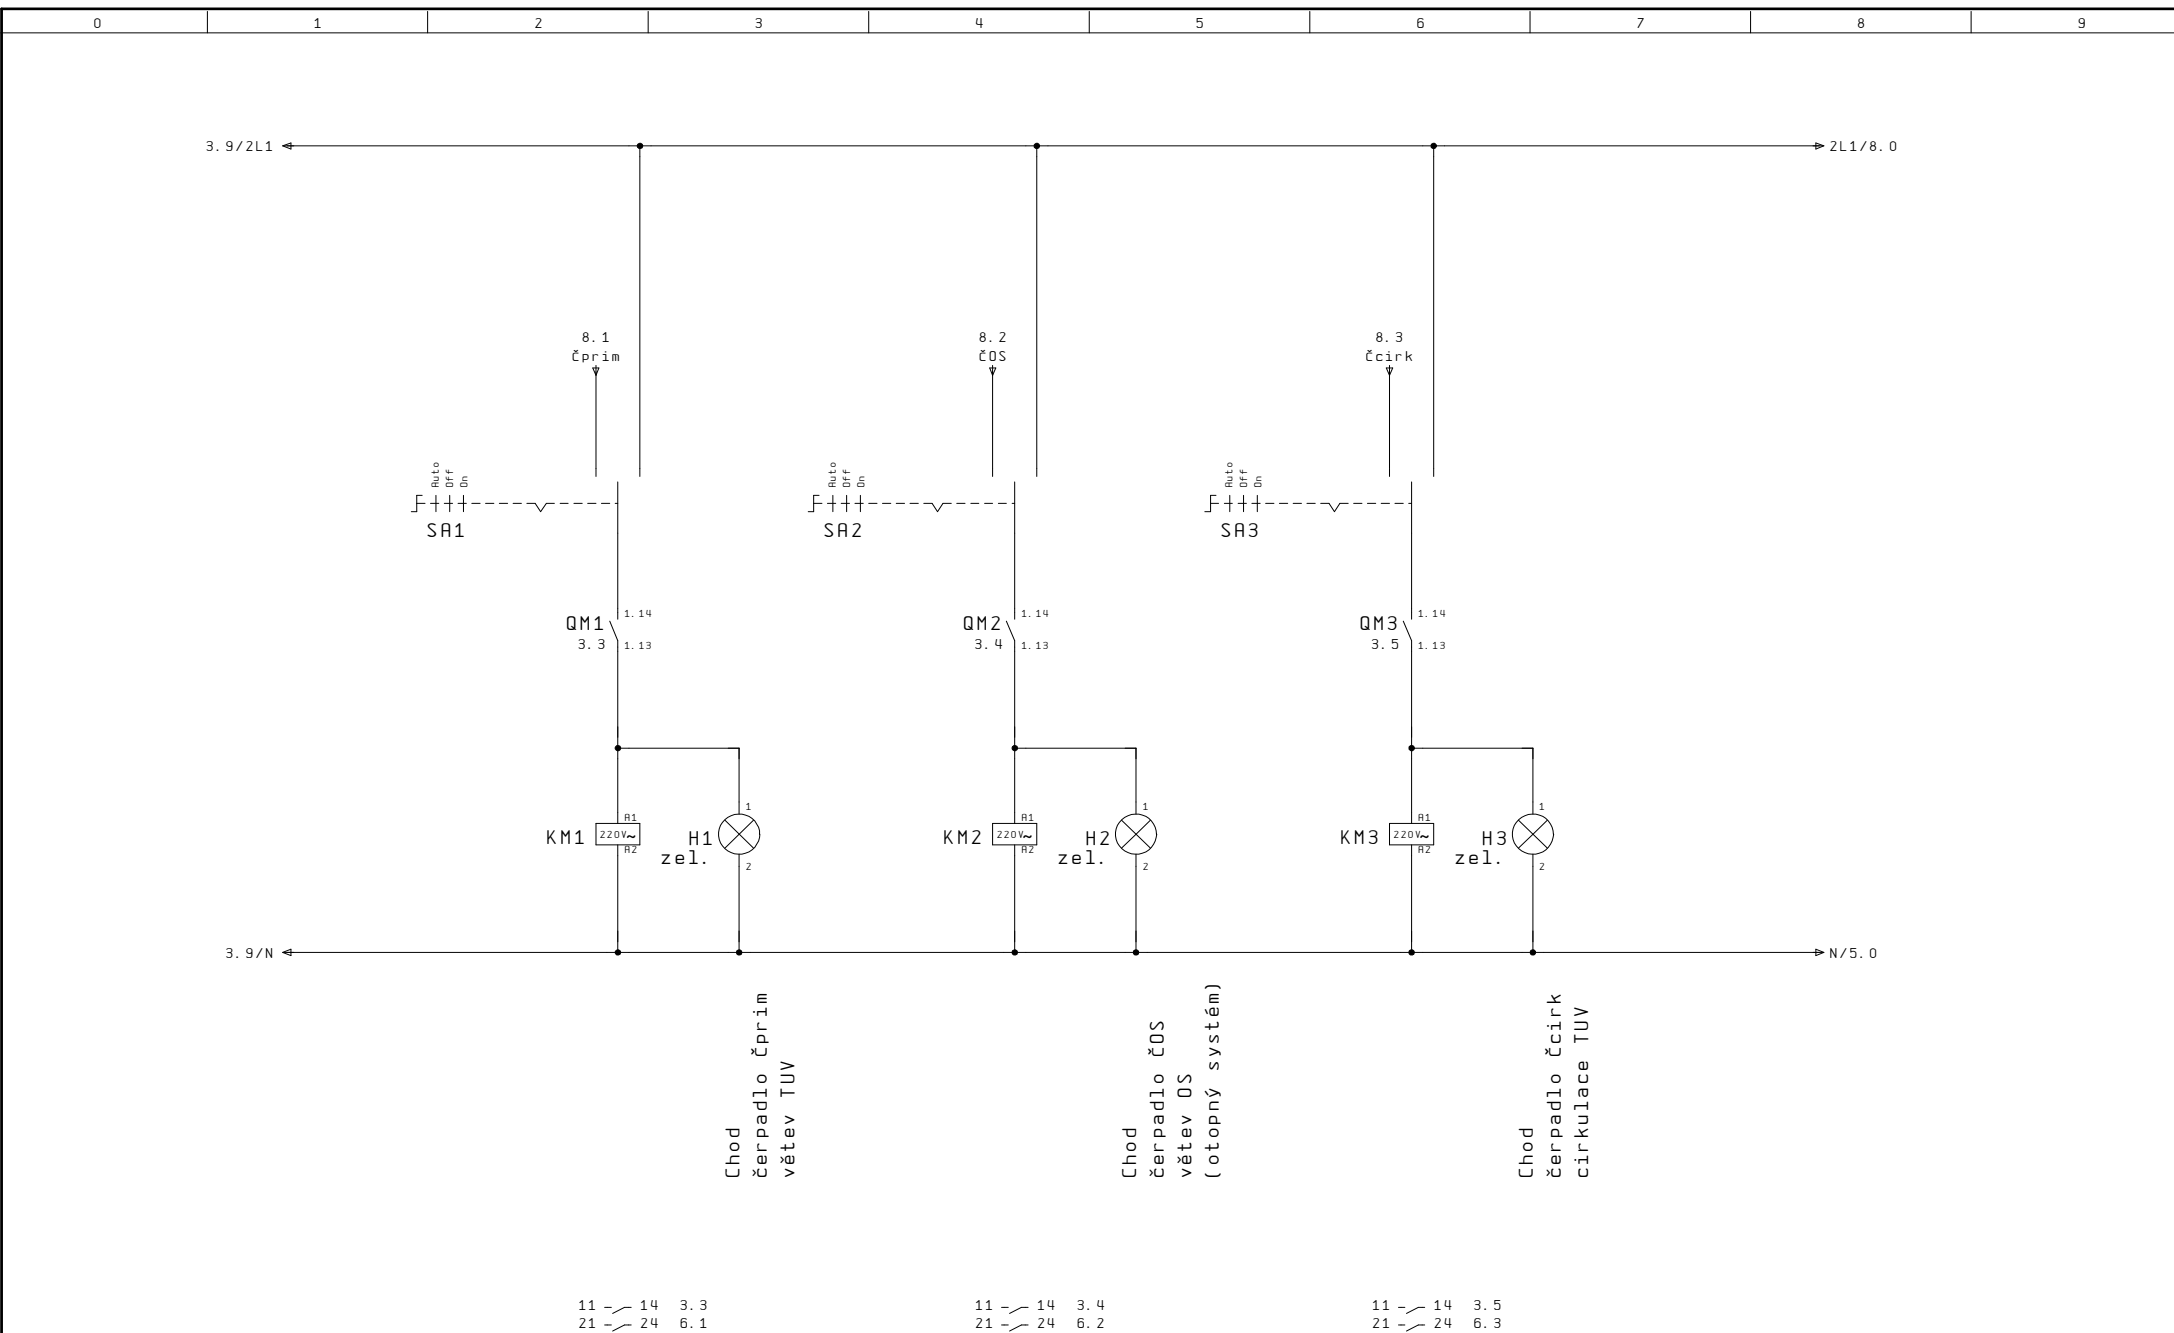 0 1 2 3 4 5 6 7 8 9
3.9/2L1
2L1/8.0
8.1
Čprim
8.2
ČOS
8.3
Čcirk
Auto
Off
On
SA1
Auto
Off
On
SA2
Auto
Off
On
SA3
QM1
3.3
1.14
1.13
QM2
3.4
1.14
1.13
QM3
3.5
1.14
1.13
KM1
A1
220V~
A2
H1
zel.
1
2
KM2
A1
220V~
A2
H2
zel.
1
2
KM3
A1
220V~
A2
H3
zel.
1
2
3.9/N
N/5.0
Chod
čerpadlo Čprim
větev TUV
Chod
čerpadlo ČOS
větev OS
(otopný systém)
Chod
čerpadlo Čcirk
cirkulace TUV
11 14 3.3
21 24 6.1
11 14 3.4
21 24 6.2
11 14 3.5
21 24 6.3